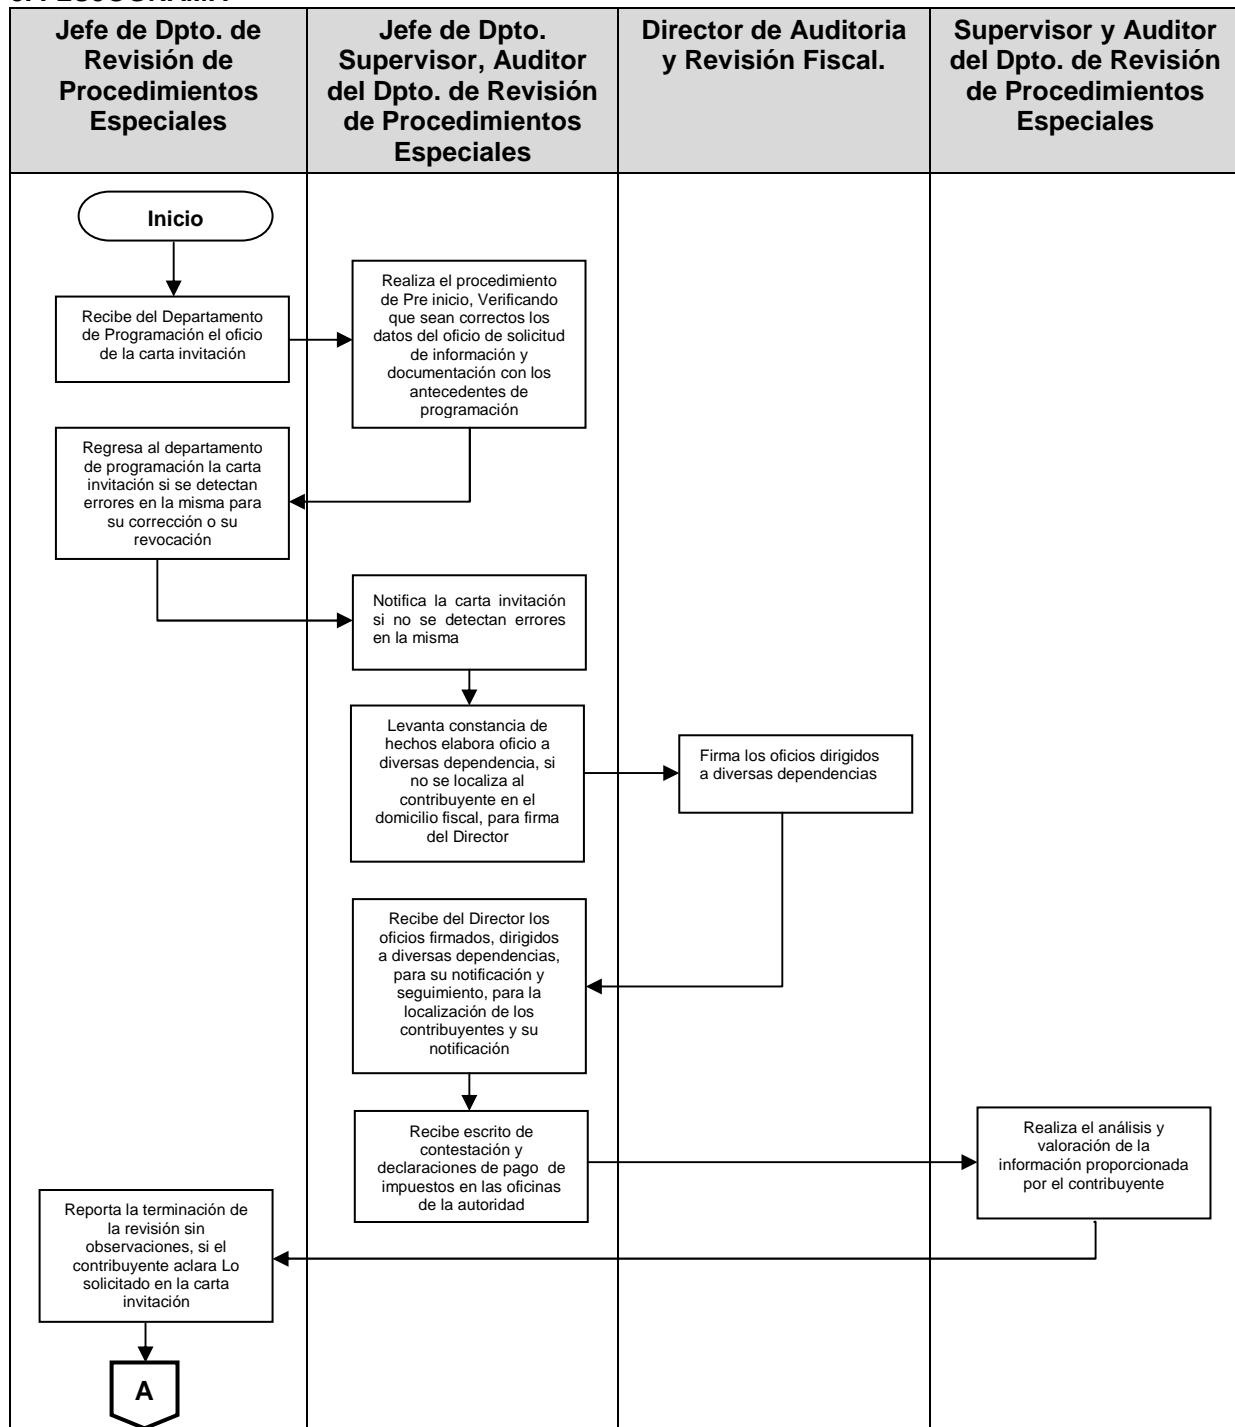 Jefe de Dpto. de
Revisión de
Procedimientos
Especiales
Jefe de Dpto.
Supervisor, Auditor
del Dpto. de Revisión
de Procedimientos
Especiales
Director de Auditoria
y Revisión Fiscal.
Supervisor y Auditor
del Dpto. de Revisión
de Procedimientos
Especiales
Inicio
Recibe del Departamento
de Programación el oficio
de la carta invitación
Realiza el procedimiento
de Pre inicio, Verificando
que sean correctos los
datos del oficio de solicitud
de información y
documentación con los
antecedentes de
programación
Regresa al departamento
de programación la carta
invitación si se detectan
errores en la misma para
su corrección o su
revocación
Notifica la carta invitación
si no se detectan errores
en la misma
Levanta constancia de
hechos elabora oficio a
diversas dependencia, si
no se localiza al
contribuyente en el
domicilio fiscal, para firma
del Director
Firma los oficios dirigidos
a diversas dependencias
Recibe del Director los
oficios firmados, dirigidos
a diversas dependencias,
para su notificación y
seguimiento, para la
localización de los
contribuyentes y su
notificación
Recibe escrito de
contestación y
declaraciones de pago de
impuestos en las oficinas
de la autoridad
Realiza el análisis y
valoración de la
información proporcionada
por el contribuyente
Reporta la terminación de
la revisión sin
observaciones, si el
contribuyente aclara Lo
solicitado en la carta
invitación
A